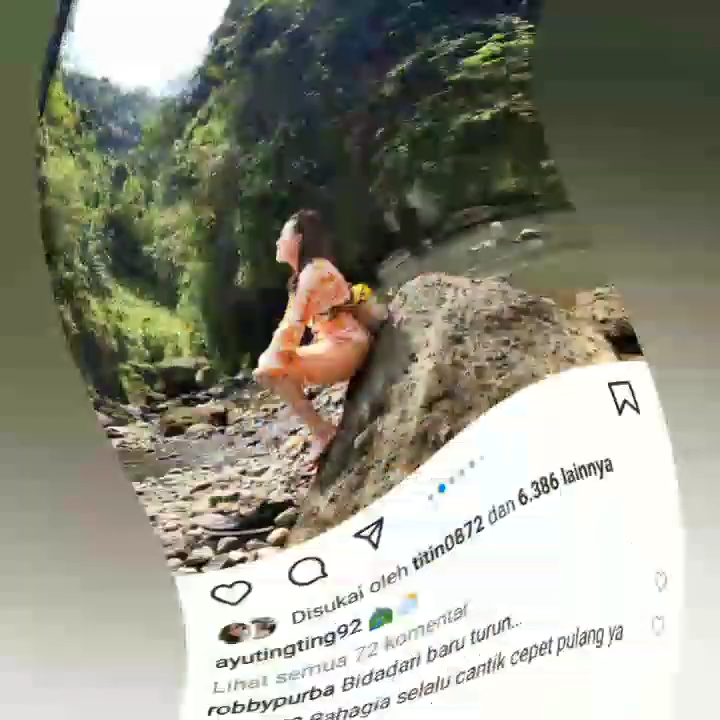 Disukai oleh titin0872 dan 6.386 lainnya
ayutingting92
Lihat semua 72 komentar
robbypurba Bidadari baru turun...
Bahagia selalu cantik cepet pulang ya